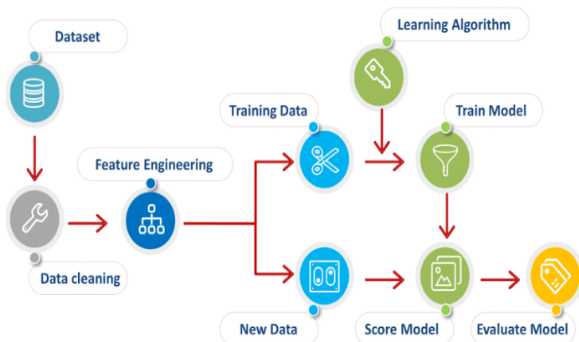 Dataset
Learning Algorithm
Training Data
Train Model
Feature Engineering
Data cleaning
New Data
Score Model
Evaluate Model